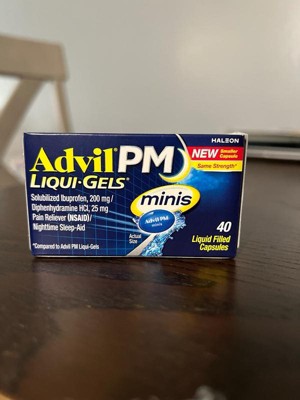 HALEON
Advil PM
LIQUI·GELS®
NEW Smaller Capsule
Same Strength*
minis
Solubilized Ibuprofen, 200 mg/
Diphenhydramine HCl, 25 mg
Pain Reliever (NSAID)/
Nighttime Sleep-Aid
Advil PM
Actual
Size
40
Liquid Filled
Capsules
*Compared to Advil PM Liqui-Gels